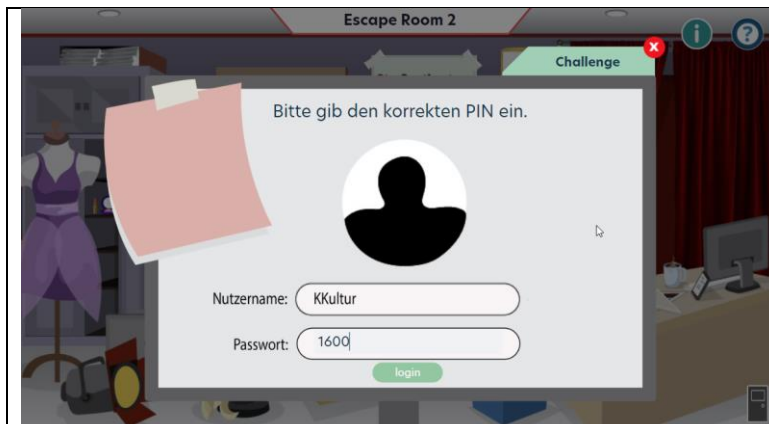 Escape Room 2
Challenge
Bitte gib den korrekten PIN ein.
Nutzername: KKultur
Passwort: 1600
login